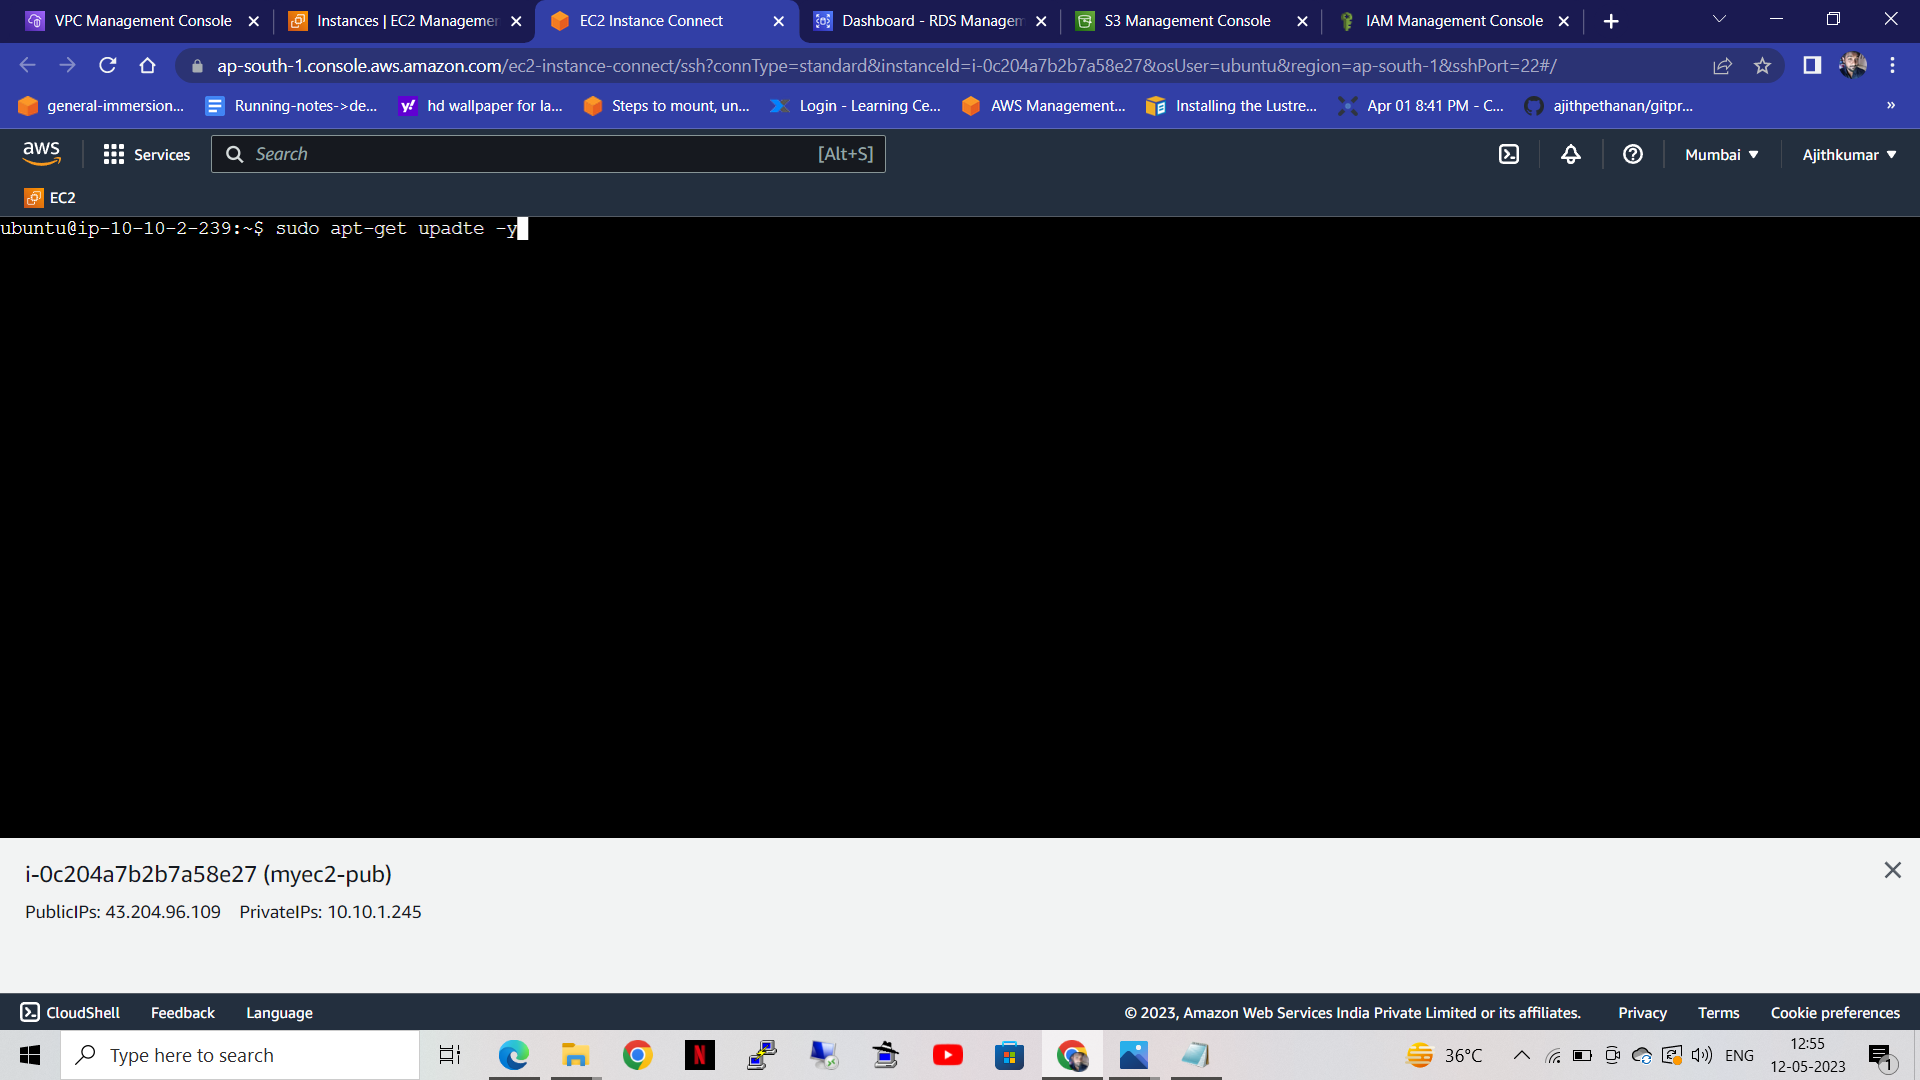 VPC Management Console
Instances | EC2 Managemen
EC2 Instance Connect
Dashboard - RDS Managem
S3 Management Console
IAM Management Console
ap-south-1.console.aws.amazon.com/ec2-instance-connect/ssh?connType=standard&instanceId=i-0c204a7b2b7a58e27&osUser=ubuntu&region=ap-south-1&sshPort=22#/
general-immersion...
Running-notes->de...
hd wallpaper for la...
Steps to mount, un...
Login - Learning Ce...
AWS Management...
Installing the Lustre...
Apr 01 8:41 PM - C...
ajithpethanan/gitpr...
»
aws
Services
Search
[Alt+S]
Mumbai
Ajithkumar
EC2
ubuntu@ip-10-10-2-239:~$ sudo apt-get upadte -y
i-0c204a7b2b7a58e27 (myec2-pub)
PublicIPs: 43.204.96.109 PrivateIPs: 10.10.1.245
CloudShell
Feedback
Language
© 2023, Amazon Web Services India Private Limited or its affiliates.
Privacy
Terms
Cookie preferences
Type here to search
N
36°C
ENG
12:55
12-05-2023
1